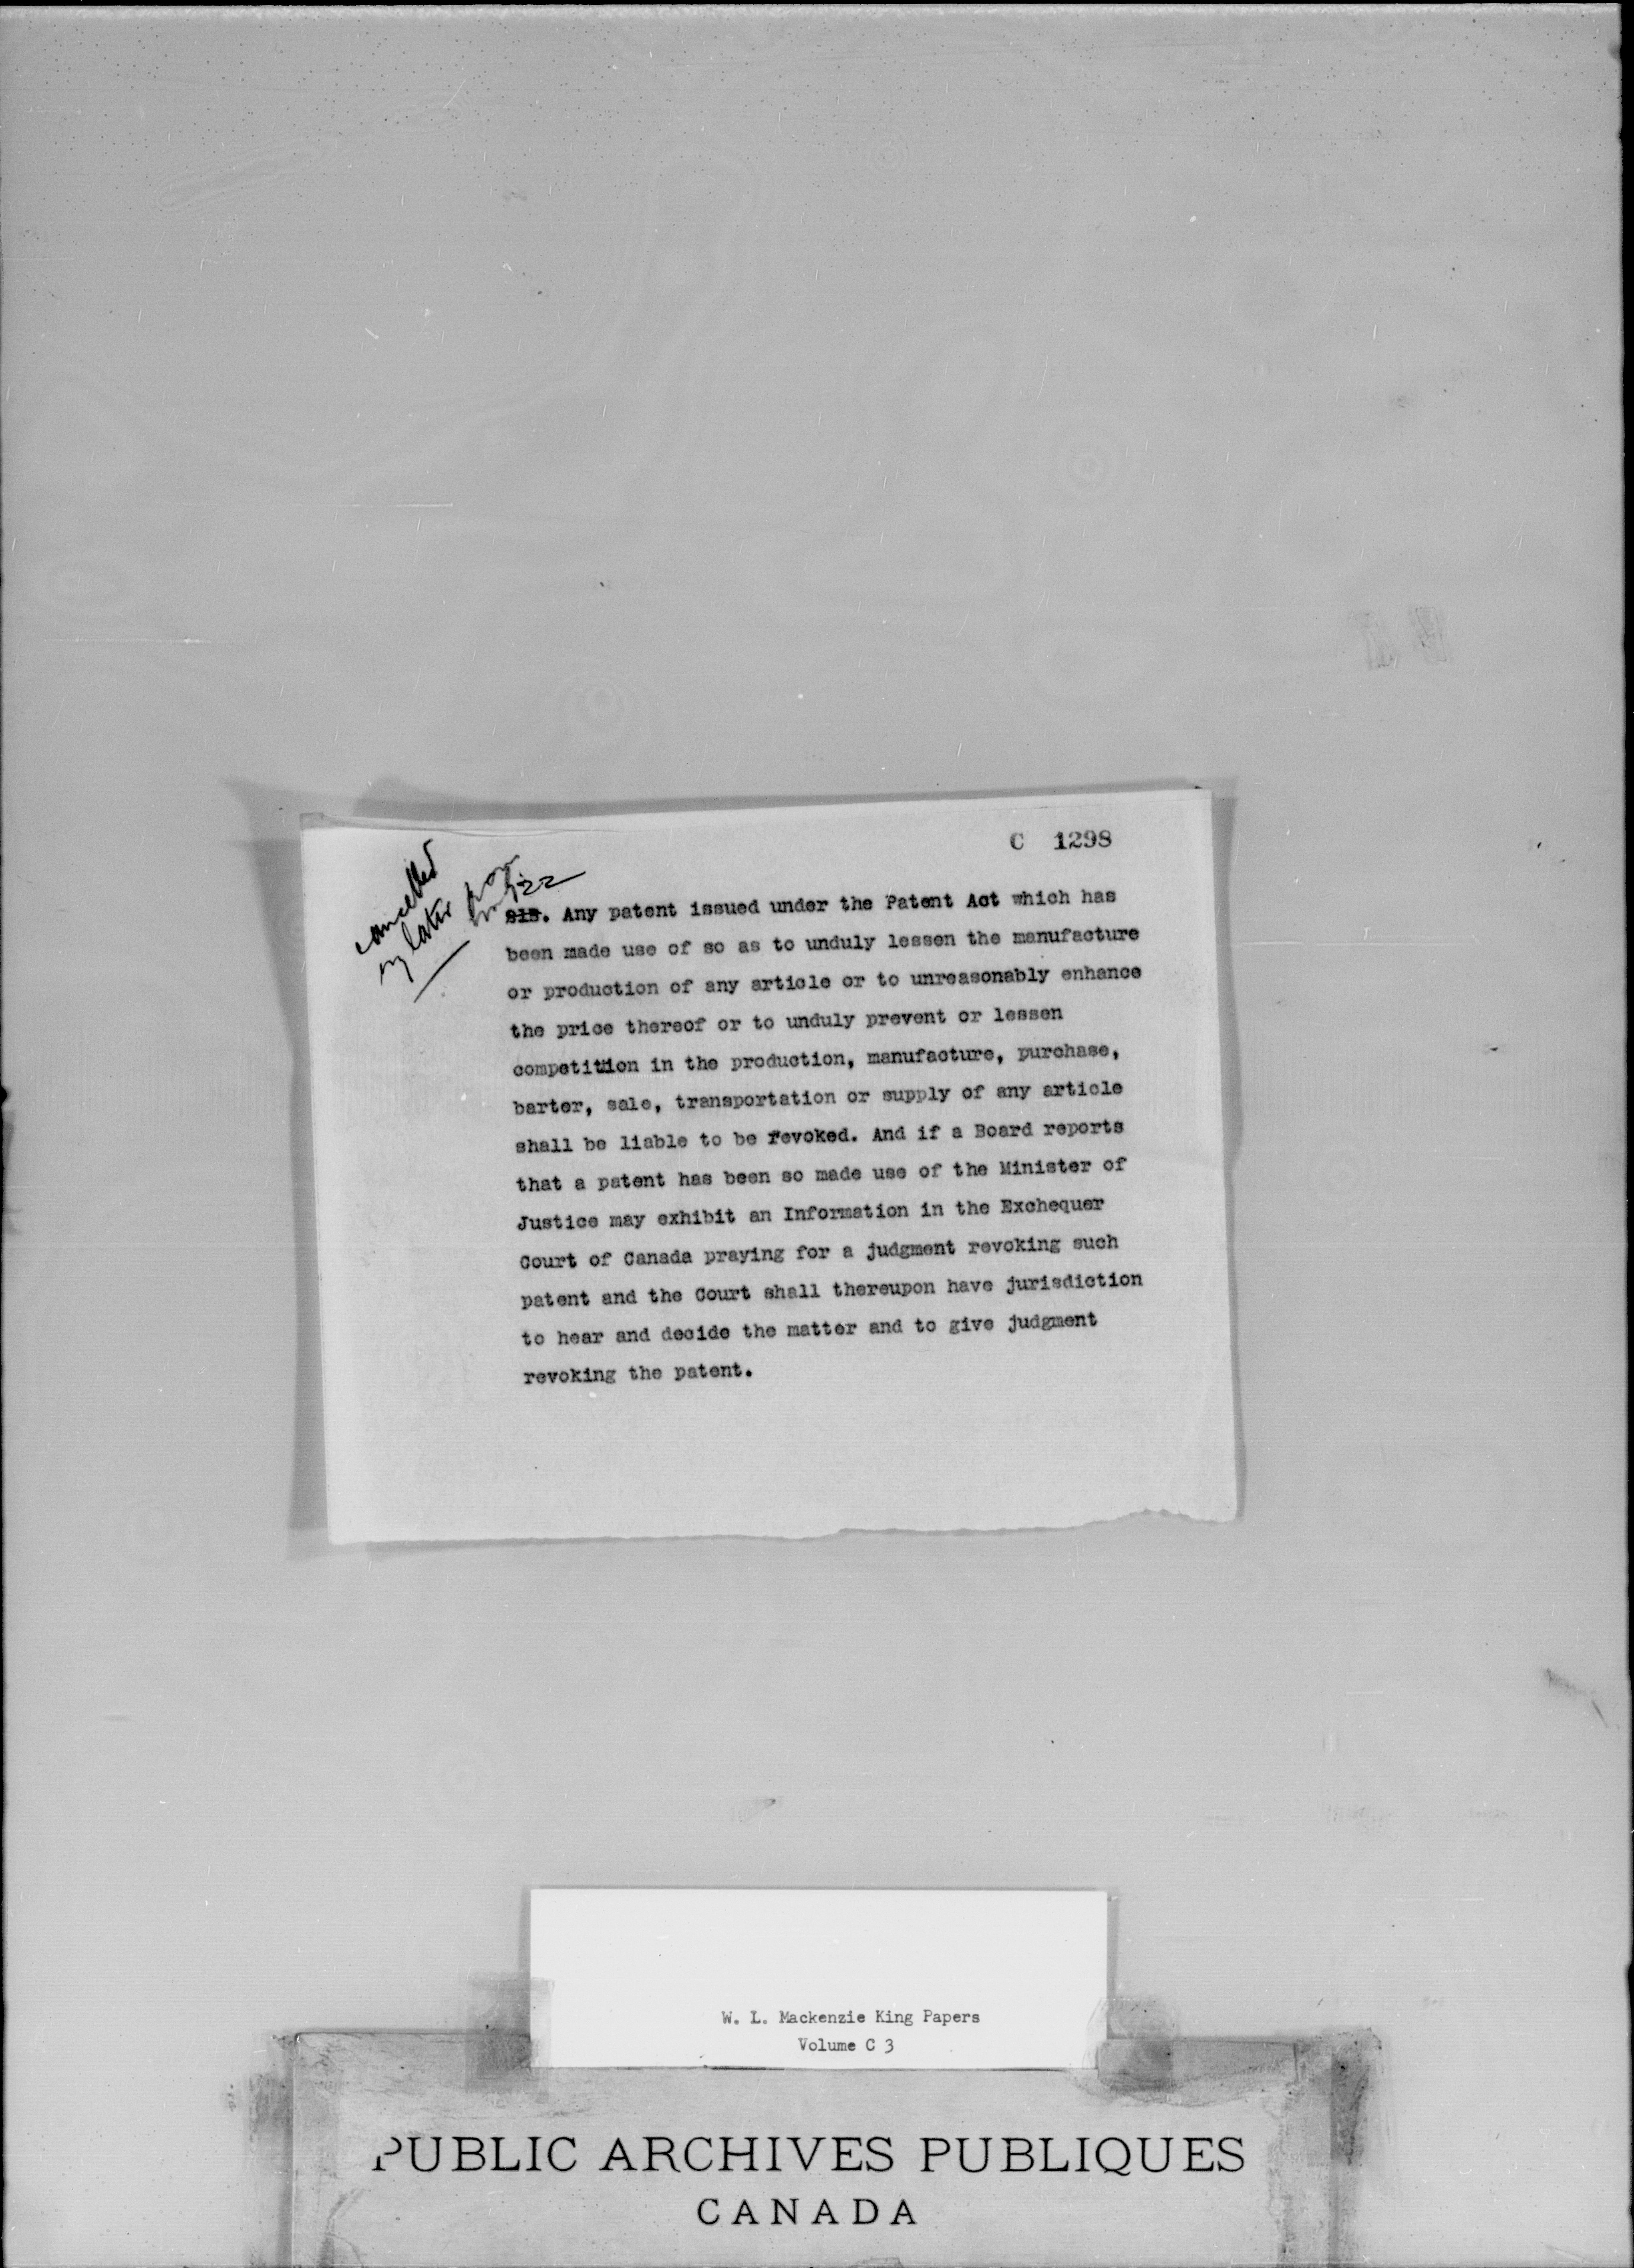 C 1298
cancelled
by later
22
21B. Any patent issued under the Patent Act which has
been made use of so as to unduly lessen the manufacture
or production of any article or to unreasonably enhance
the price thereof or to unduly prevent or lessen
competition in the production, manufacture, purchase,
barter, sale, transportation or supply of any article
shall be liable to be revoked. And if a Board reports
that a patent has been so made use of the Minister of
Justice may exhibit an Information in the Exchequer
Court of Canada praying for a judgment revoking such
patent and the Court shall thereupon have jurisdiction
to hear and decide the matter and to give judgment
revoking the patent.
W. L. Mackenzie King Papers
Volume C 3
PUBLIC ARCHIVES PUBLIQUES
CANADA